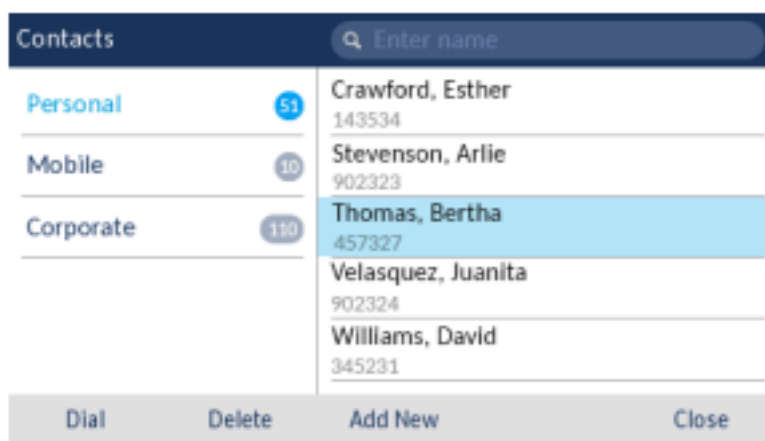 Contacts
Enter name
Personal 51
Mobile 10
Corporate 110
Crawford, Esther
143534
Stevenson, Arlie
902323
Thomas, Bertha
457327
Velasquez, Juanita
902324
Williams, David
345231
Dial Delete Add New Close